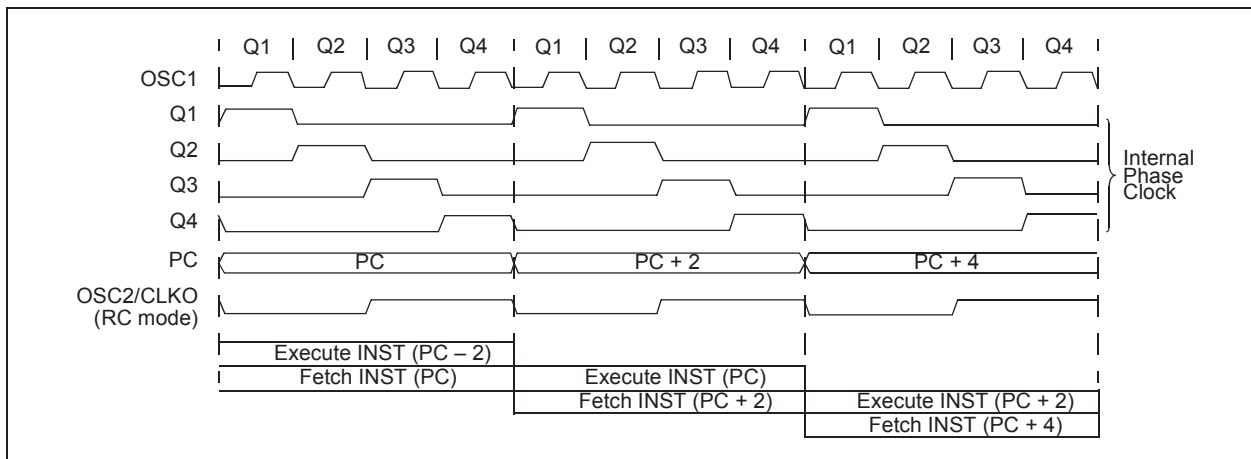 Q1 Q2 Q3 Q4 Q1 Q2 Q3 Q4 Q1 Q2 Q3 Q4
OSC1
Q1
Q2
Q3
Q4
Internal
Phase
Clock
PC PC PC + 2 PC + 4
OSC2/CLKO
(RC mode)
Execute INST (PC – 2)
Fetch INST (PC) Execute INST (PC)
Fetch INST (PC + 2) Execute INST (PC + 2)
Fetch INST (PC + 4)